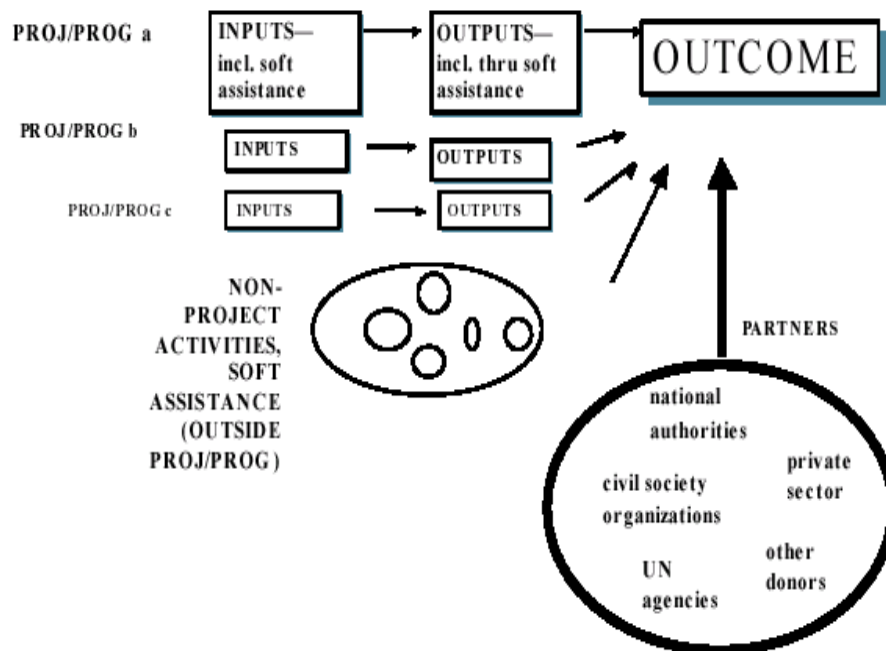 PROJ/PROG a
INPUTS—
incl. soft
assistance
OUTPUTS—
incl. thru soft
assistance
OUTCOME
PROJ/PROG b
INPUTS
OUTPUTS
PROJ/PROG c
INPUTS
OUTPUTS
NON-
PROJECT
ACTIVITIES,
SOFT
ASSISTANCE
(OUTSIDE
PROJ/PROG)
PARTNERS
national
authorities
private
sector
civil society
organizations
other
donors
UN
agencies